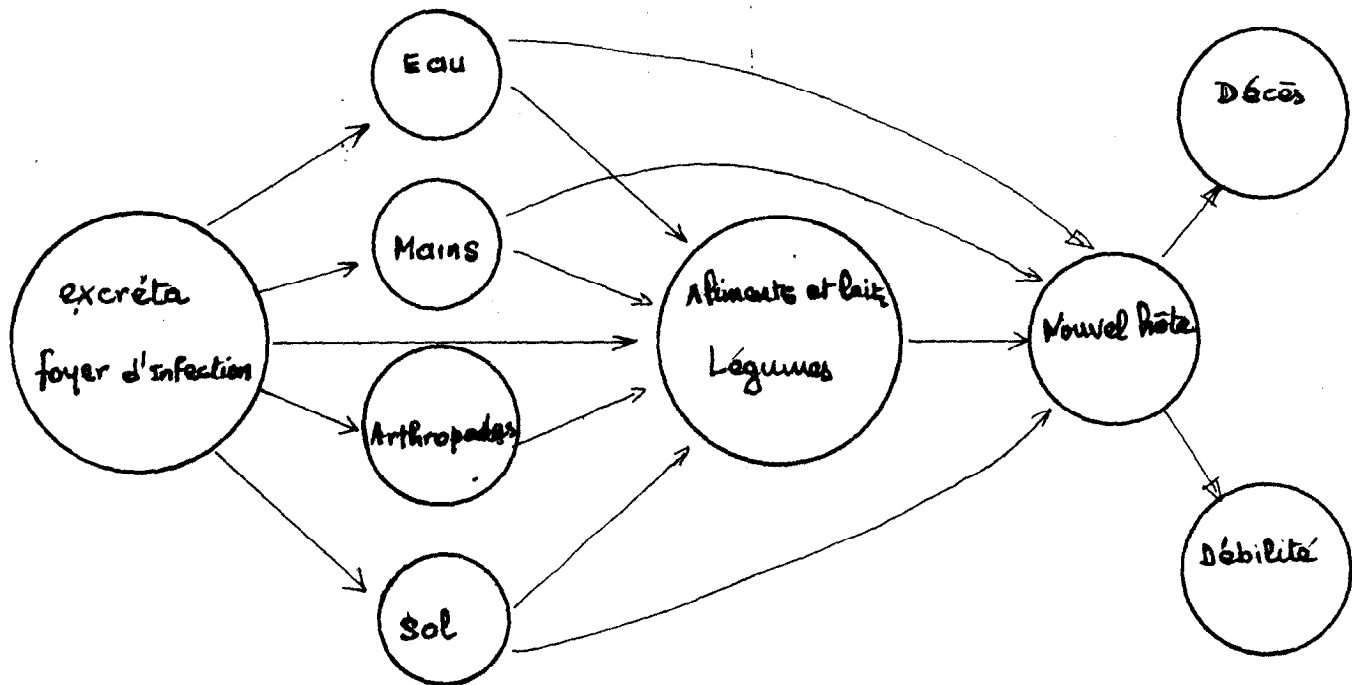 Eau
Décès
Mains
excréta
foyer d'Infection
Aliments et lait
Légumes
Nouvel hôte
Arthropodes
Débilité
Sol